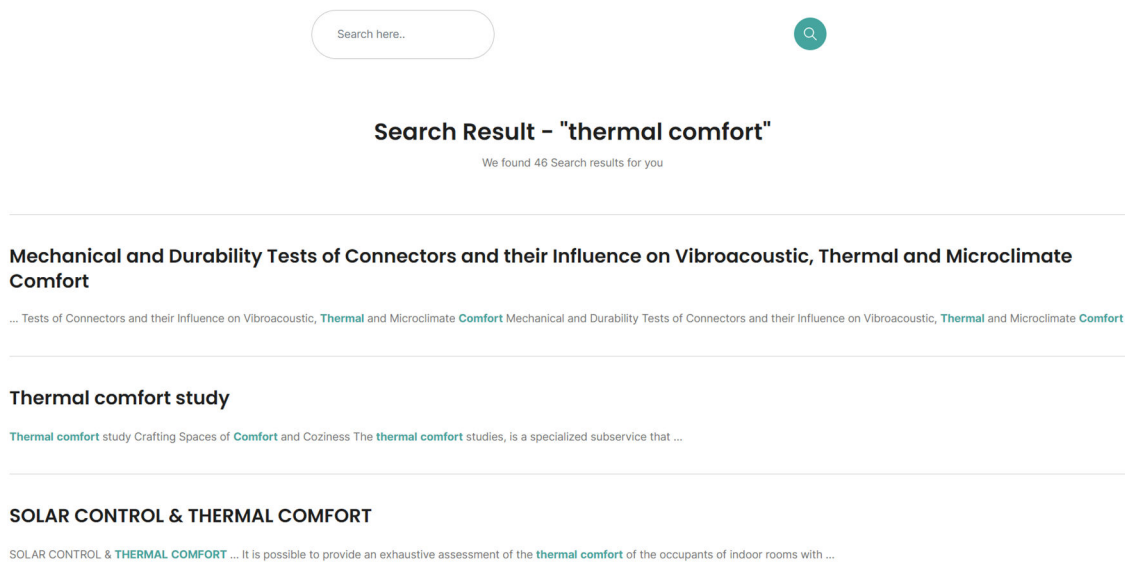 Search here..
Search Result - "thermal comfort"
We found 46 Search results for you
Mechanical and Durability Tests of Connectors and their Influence on Vibroacoustic, Thermal and Microclimate
Comfort
... Tests of Connectors and their Influence on Vibroacoustic, Thermal and Microclimate Comfort Mechanical and Durability Tests of Connectors and their Influence on Vibroacoustic, Thermal and Microclimate Comfort
Thermal comfort study
Thermal comfort study Crafting Spaces of Comfort and Coziness The thermal comfort studies, is a specialized subservice that ...
SOLAR CONTROL & THERMAL COMFORT
SOLAR CONTROL & THERMAL COMFORT ... It is possible to provide an exhaustive assessment of the thermal comfort of the occupants of indoor rooms with ...